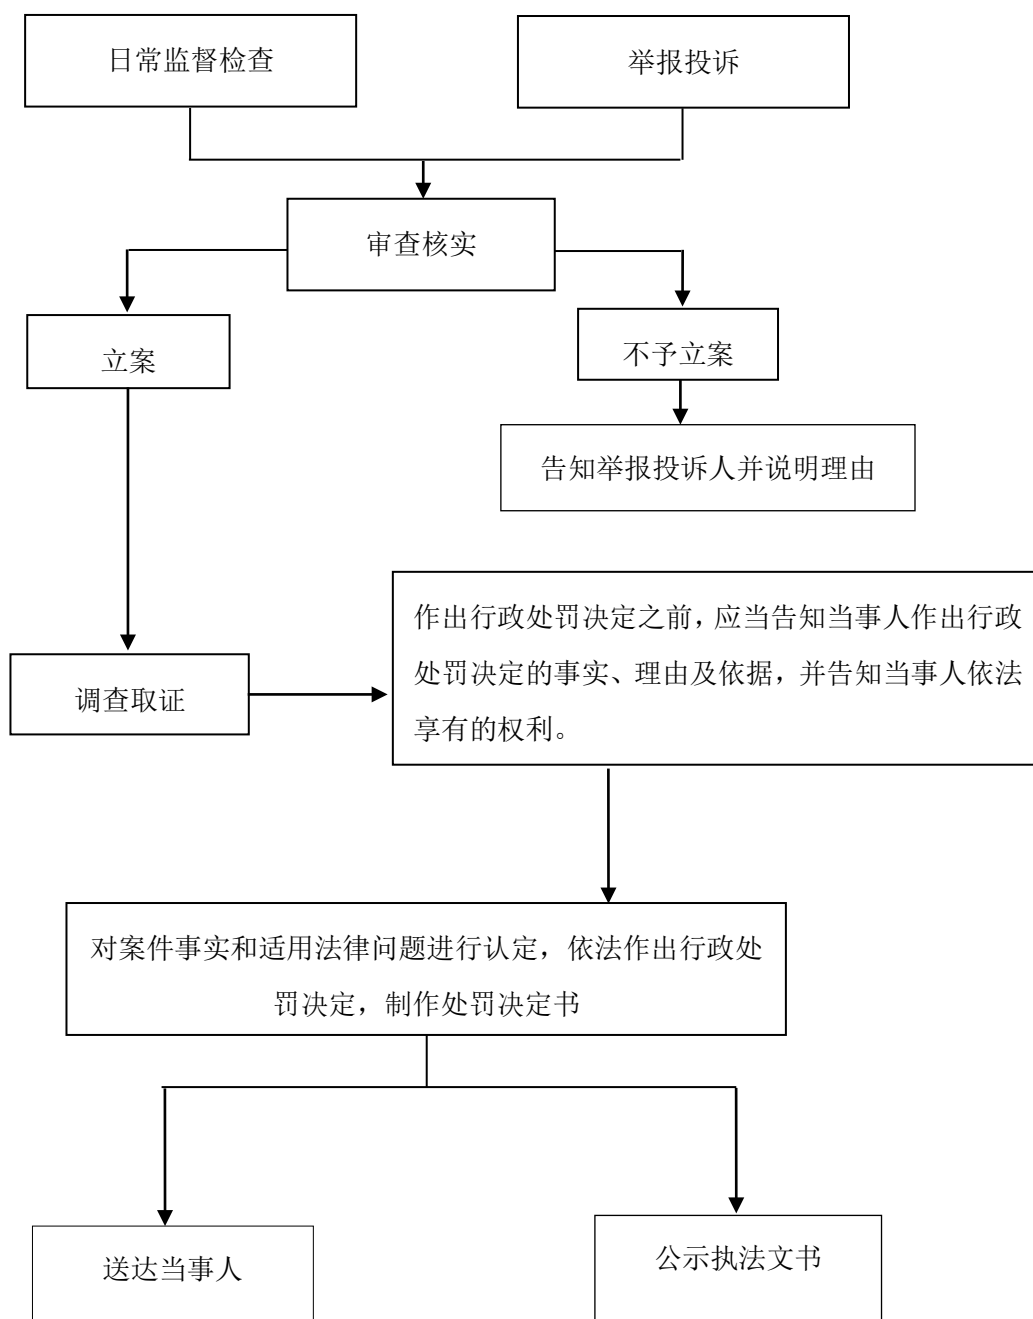 日常监督检查
举报投诉
审查核实
立案
不予立案
告知举报投诉人并说明理由
作出行政处罚决定之前，应当告知当事人作出行政
处罚决定的事实、理由及依据，并告知当事人依法
享有的权利。
调查取证
对案件事实和适用法律问题进行认定，依法作出行政处
罚决定，制作处罚决定书
送达当事人
公示执法文书